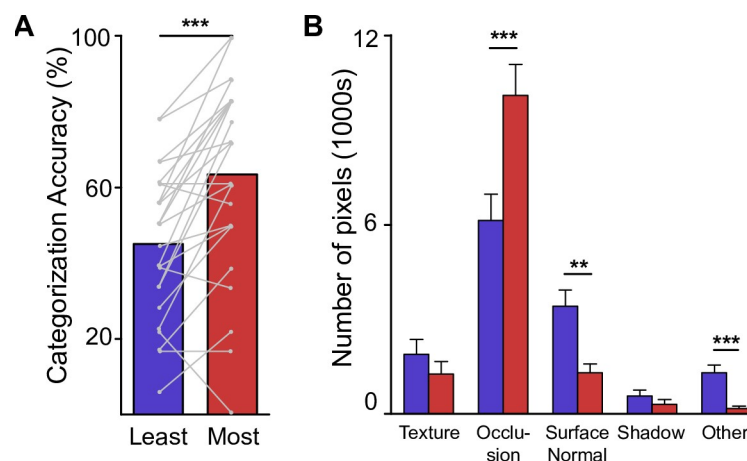 A
B
Categorization Accuracy (%)
100
60
20
***
Least
Most
Number of pixels (1000s)
12
6
0
***
**
***
Texture
Occlu-
sion
Surface
Normal
Shadow
Other